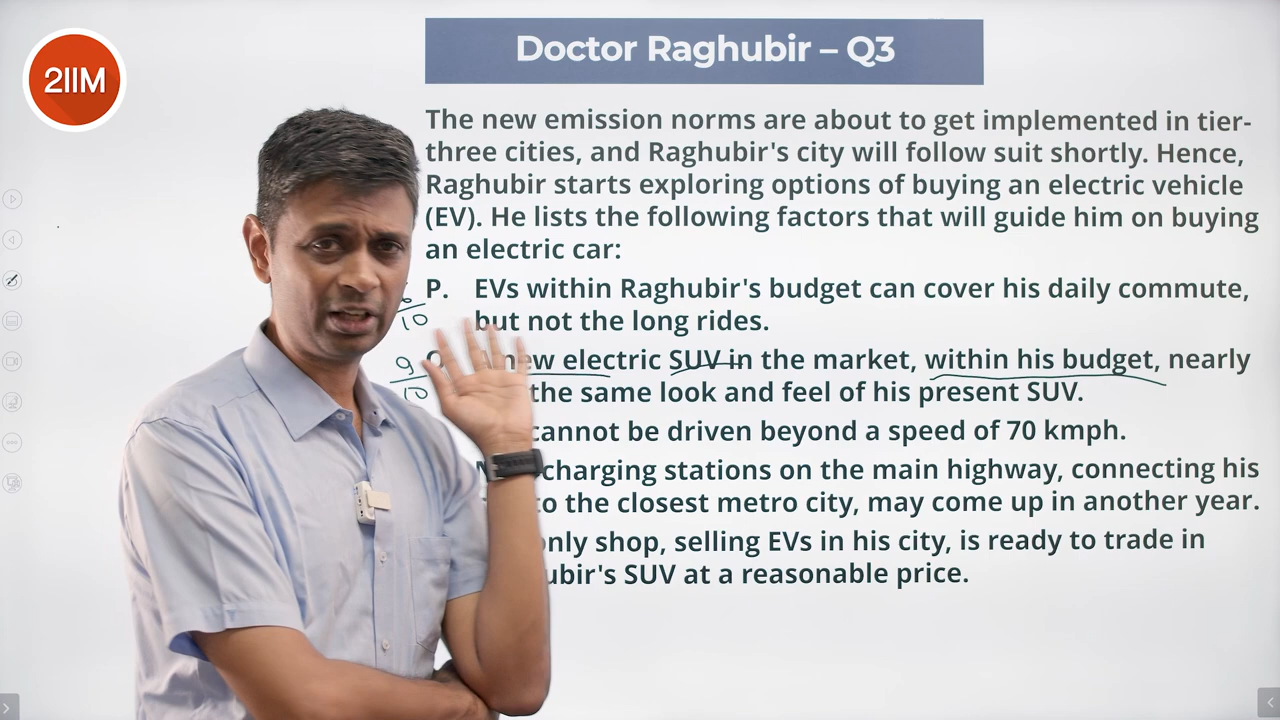 2IIM
Doctor Raghubir – Q3
The new emission norms are about to get implemented in tier-
three cities, and Raghubir's city will follow suit shortly. Hence,
Raghubir starts exploring options of buying an electric vehicle
(EV). He lists the following factors that will guide him on buying
an electric car:
P. EVs within Raghubir's budget can cover his daily commute,
but not the long rides.
new electric SUV in the market, within his budget, nearly
the same look and feel of his present SUV.
cannot be driven beyond a speed of 70 kmph.
charging stations on the main highway, connecting his
to the closest metro city, may come up in another year.
only shop, selling EVs in his city, is ready to trade in
SUV at a reasonable price.